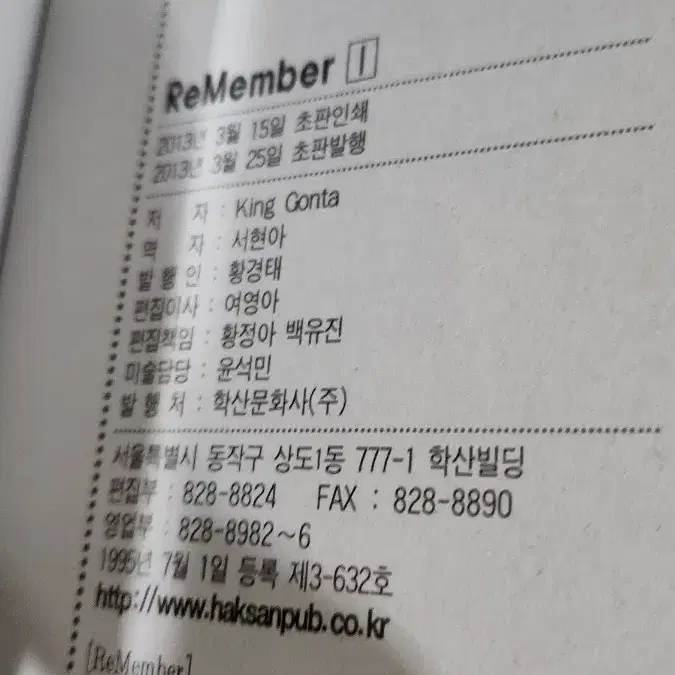 ReMember 1
2013년 3월 15일 초판인쇄
2013년 3월 25일 초판발행
저 자 : King Gonta
역 자 : 서현아
발 행 인 : 황경태
편집이사 : 여영아
편집책임 : 황정아 백유진
미술담당 : 윤석민
발 행 처 : 학산문화사(주)
서울특별시 동작구 상도1동 777-1 학산빌딩
편집부 : 828-8824 FAX : 828-8890
영업부 : 828-8982~6
1995년 7월 1일 등록 제3-632호
http://www.haksanpub.co.kr
[ReMember]